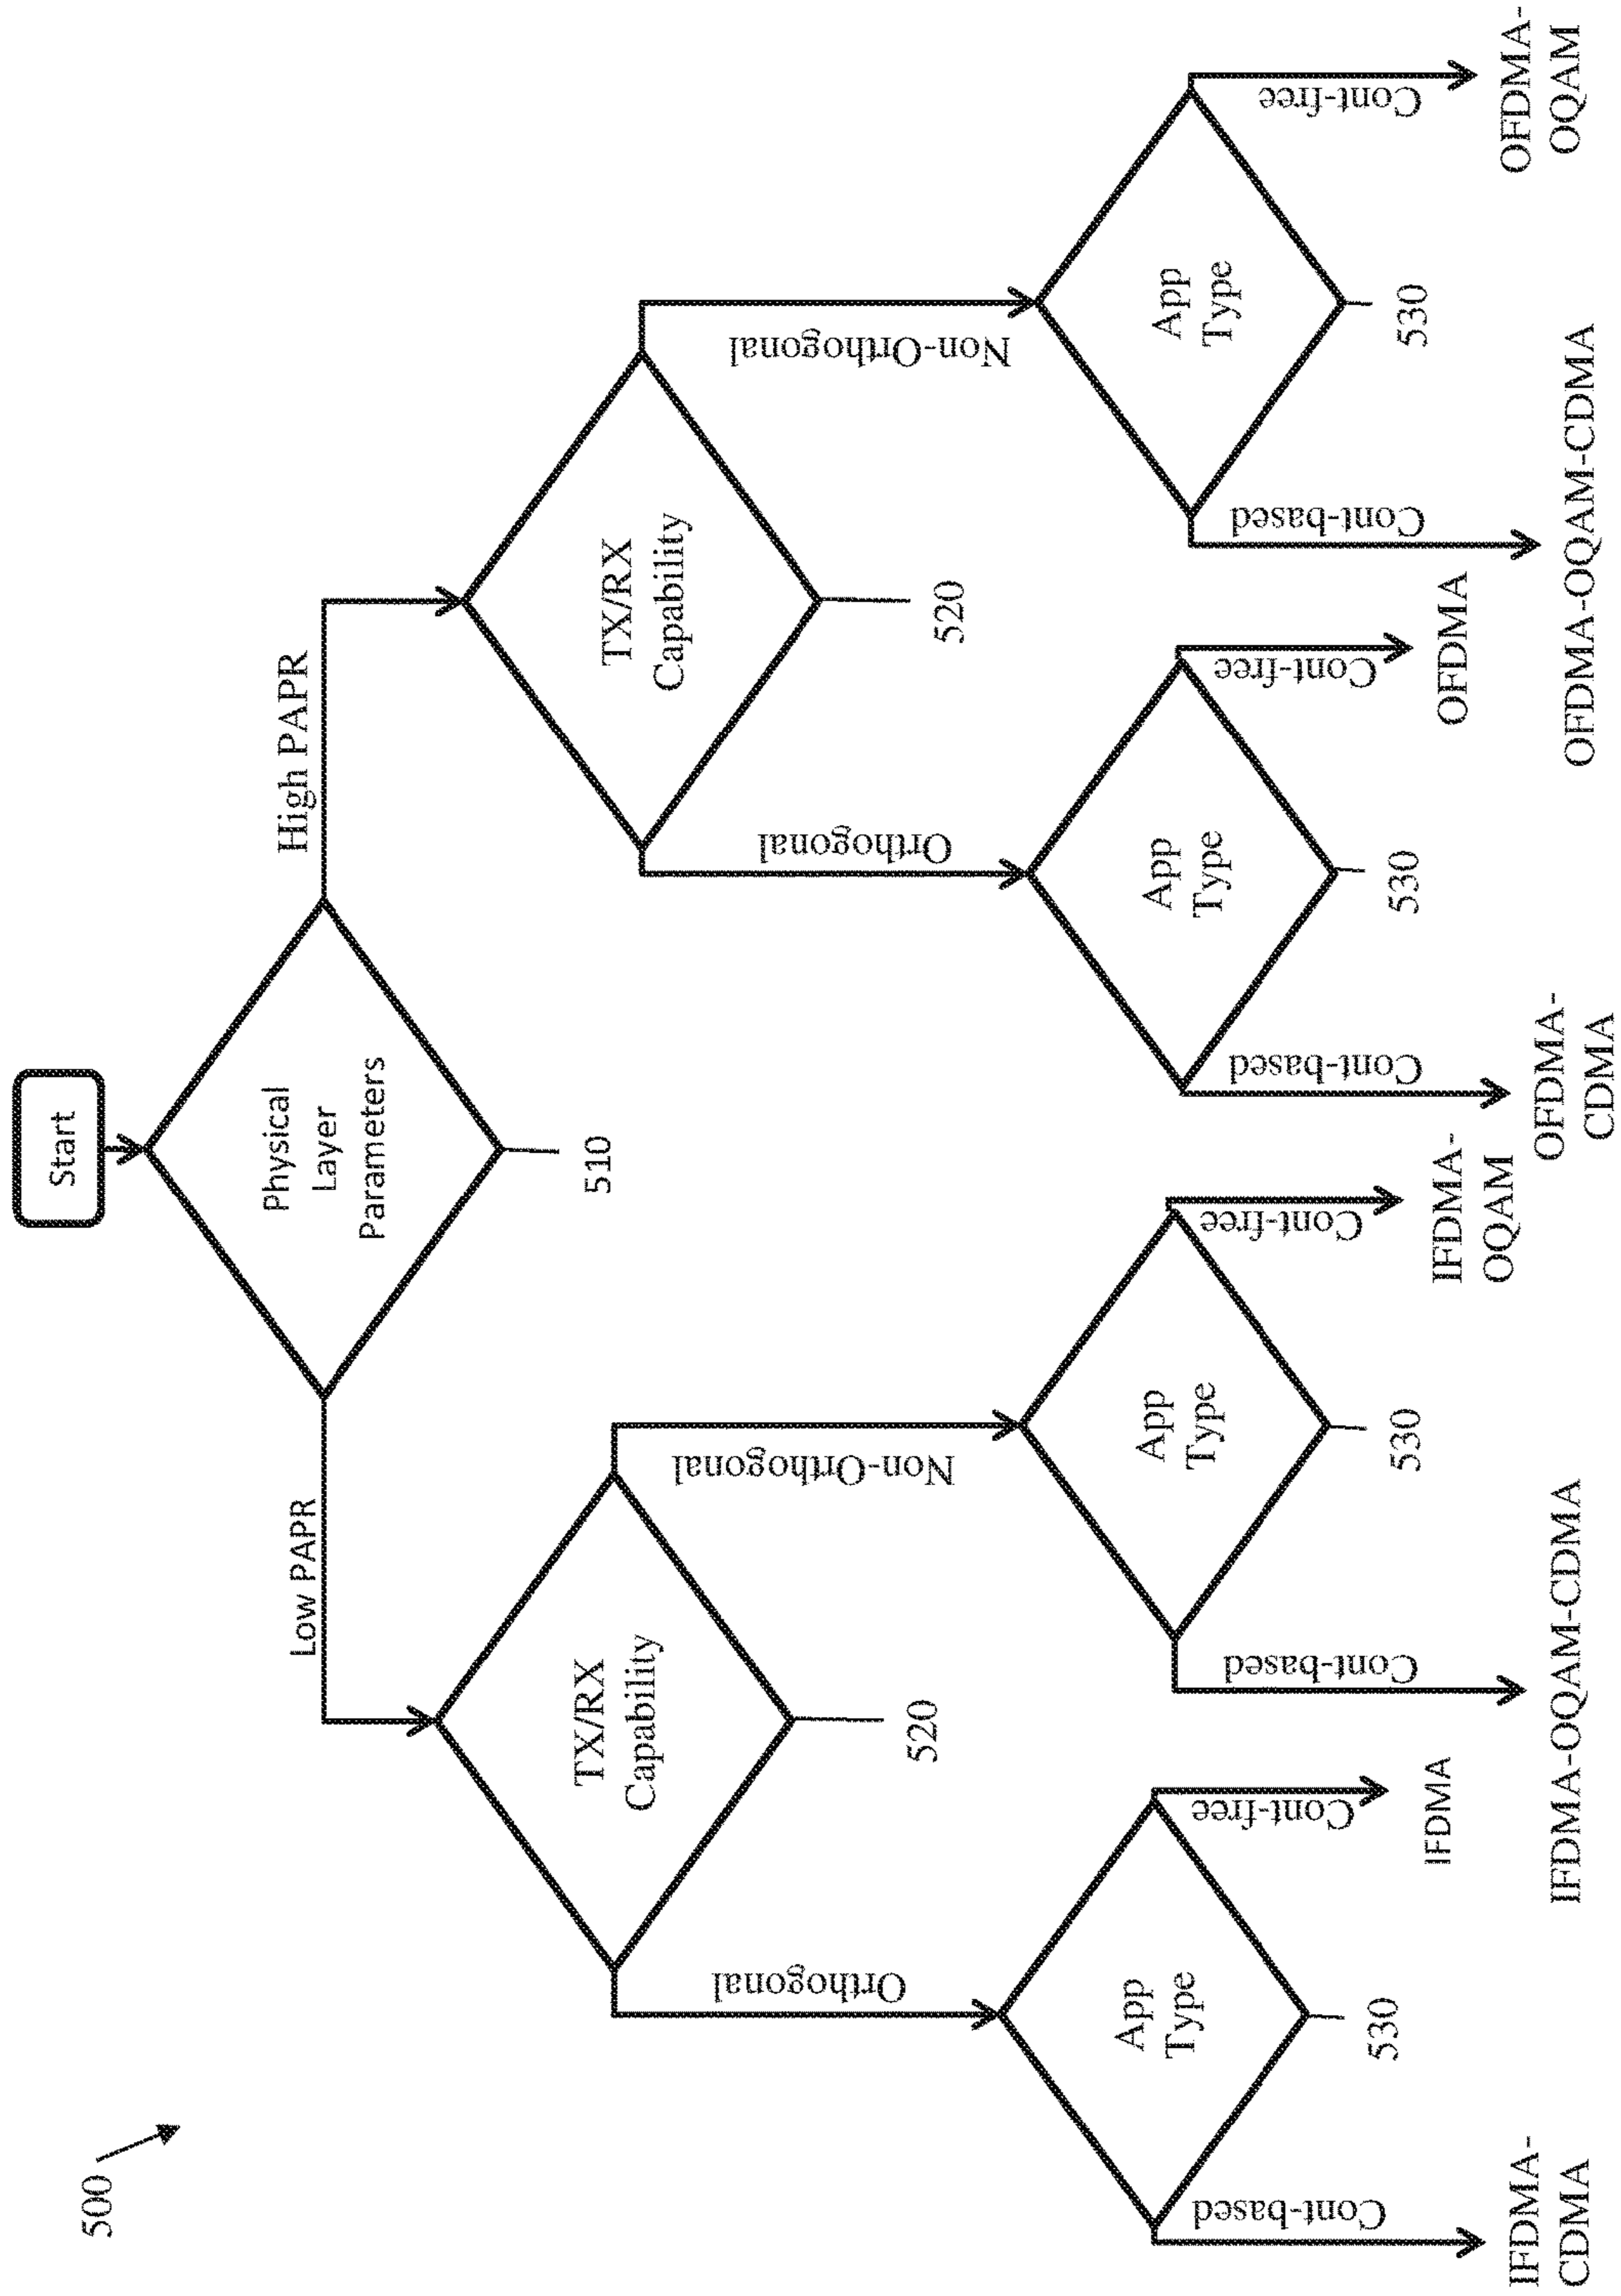 500
Start
Physical
Layer
Parameters
510
Low PAPR
High PAPR
TX/RX
Capability
520
TX/RX
Capability
520
Orthogonal
Non-Orthogonal
Orthogonal
Non-Orthogonal
App
Type
530
App
Type
530
App
Type
530
App
Type
530
Cont-based
Cont-free
Cont-based
Cont-free
Cont-based
Cont-free
Cont-based
Cont-free
IFDMA-
CDMA
IFDMA
IFDMA-OQAM-CDMA
IFDMA-
OQAM
OFDMA-
CDMA
OFDMA
OFDMA-OQAM-CDMA
OFDMA-
OQAM